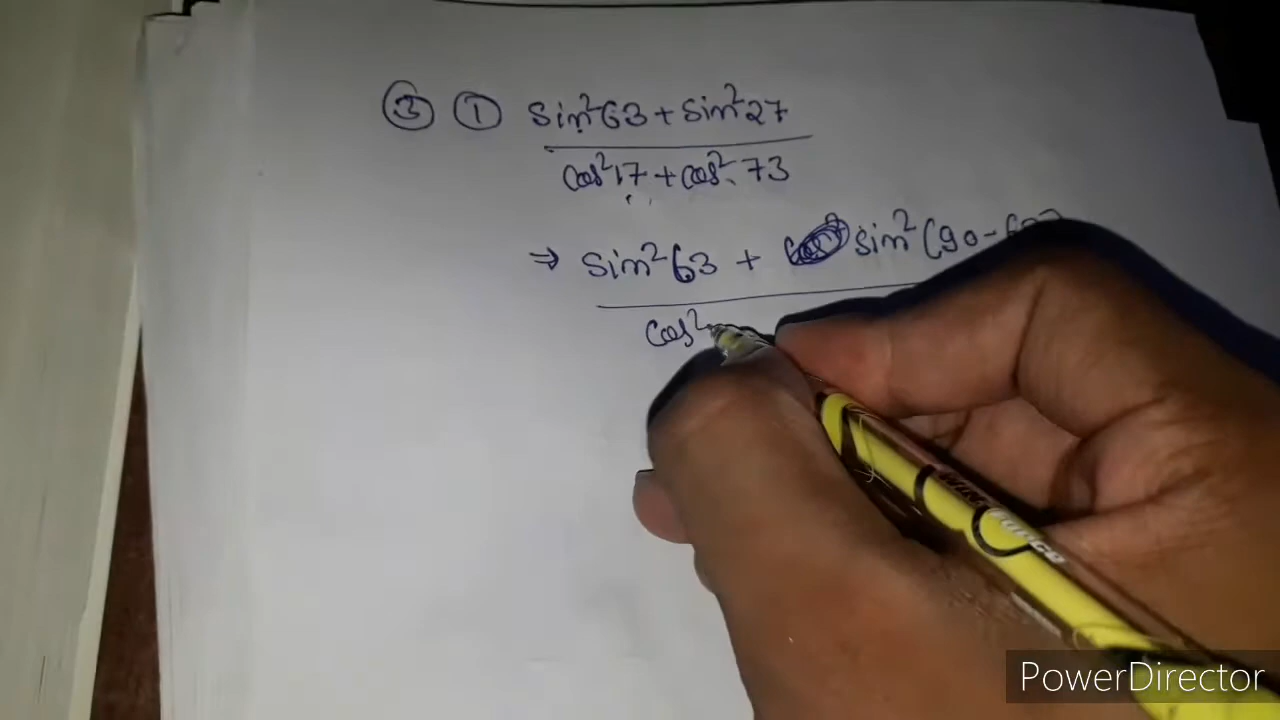 ③ ① sin²63 + sin²27
cos²17 + cos²73
⇒ sin²63 + sin²(90-
cos²
PowerDirector